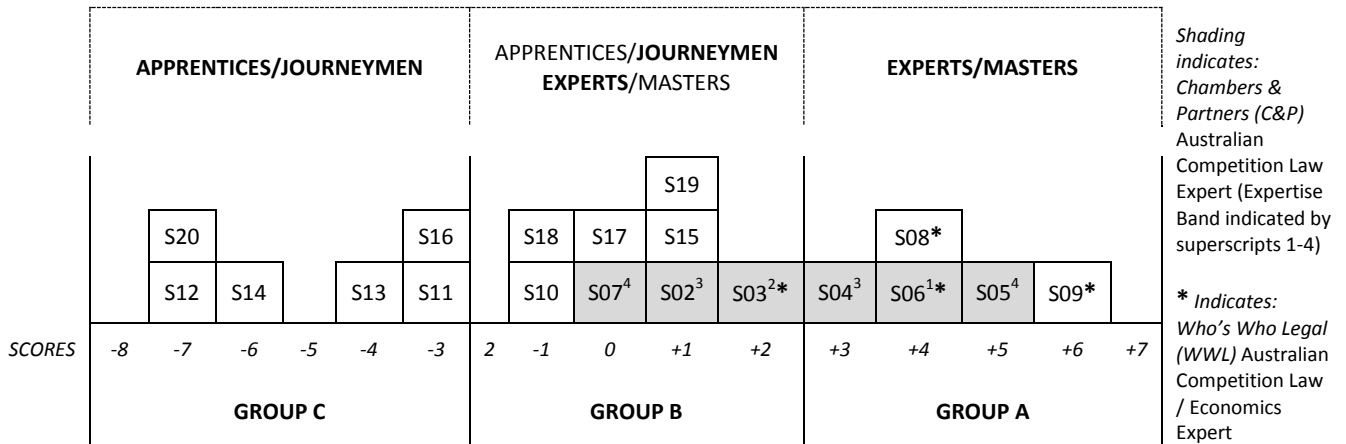 APPRENTICES/JOURNEYMEN
APPRENTICES/JOURNEYMEN
EXPERTS/MASTERS
EXPERTS/MASTERS
S19
S20 S16 S18 S17 S15 S08*
S12 S14 S13 S11 S10 S07⁴ S02³ S03²* S04³ S06¹* S05⁴ S09*
SCORES -8 -7 -6 -5 -4 -3 2 -1 0 +1 +2 +3 +4 +5 +6 +7
GROUP C GROUP B GROUP A
Shading
indicates:
Chambers &
Partners (C&P)
Australian
Competition Law
Expert (Expertise
Band indicated by
superscripts 1-4)
* Indicates:
Who's Who Legal
(WWL) Australian
Competition Law
/ Economics
Expert